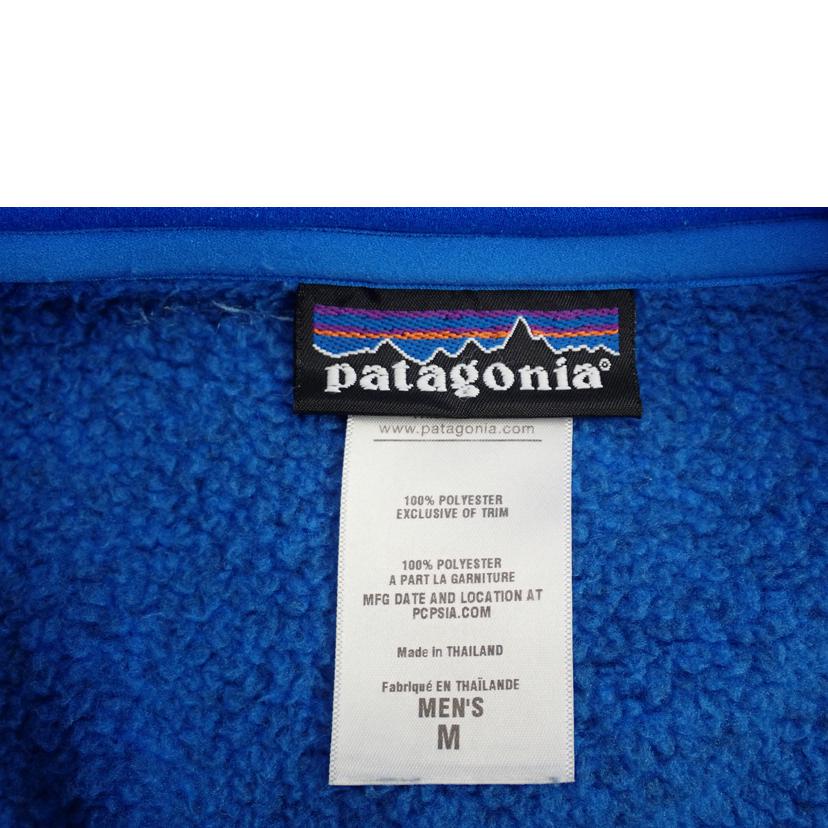 patagonia®
www.patagonia.com
100% POLYESTER
EXCLUSIVE OF TRIM
100% POLYESTER
A PART LA GARNITURE
MFG DATE AND LOCATION AT
PCPSIA.COM
Made in THAILAND
Fabriqué EN THAÏLANDE
MEN'S
M